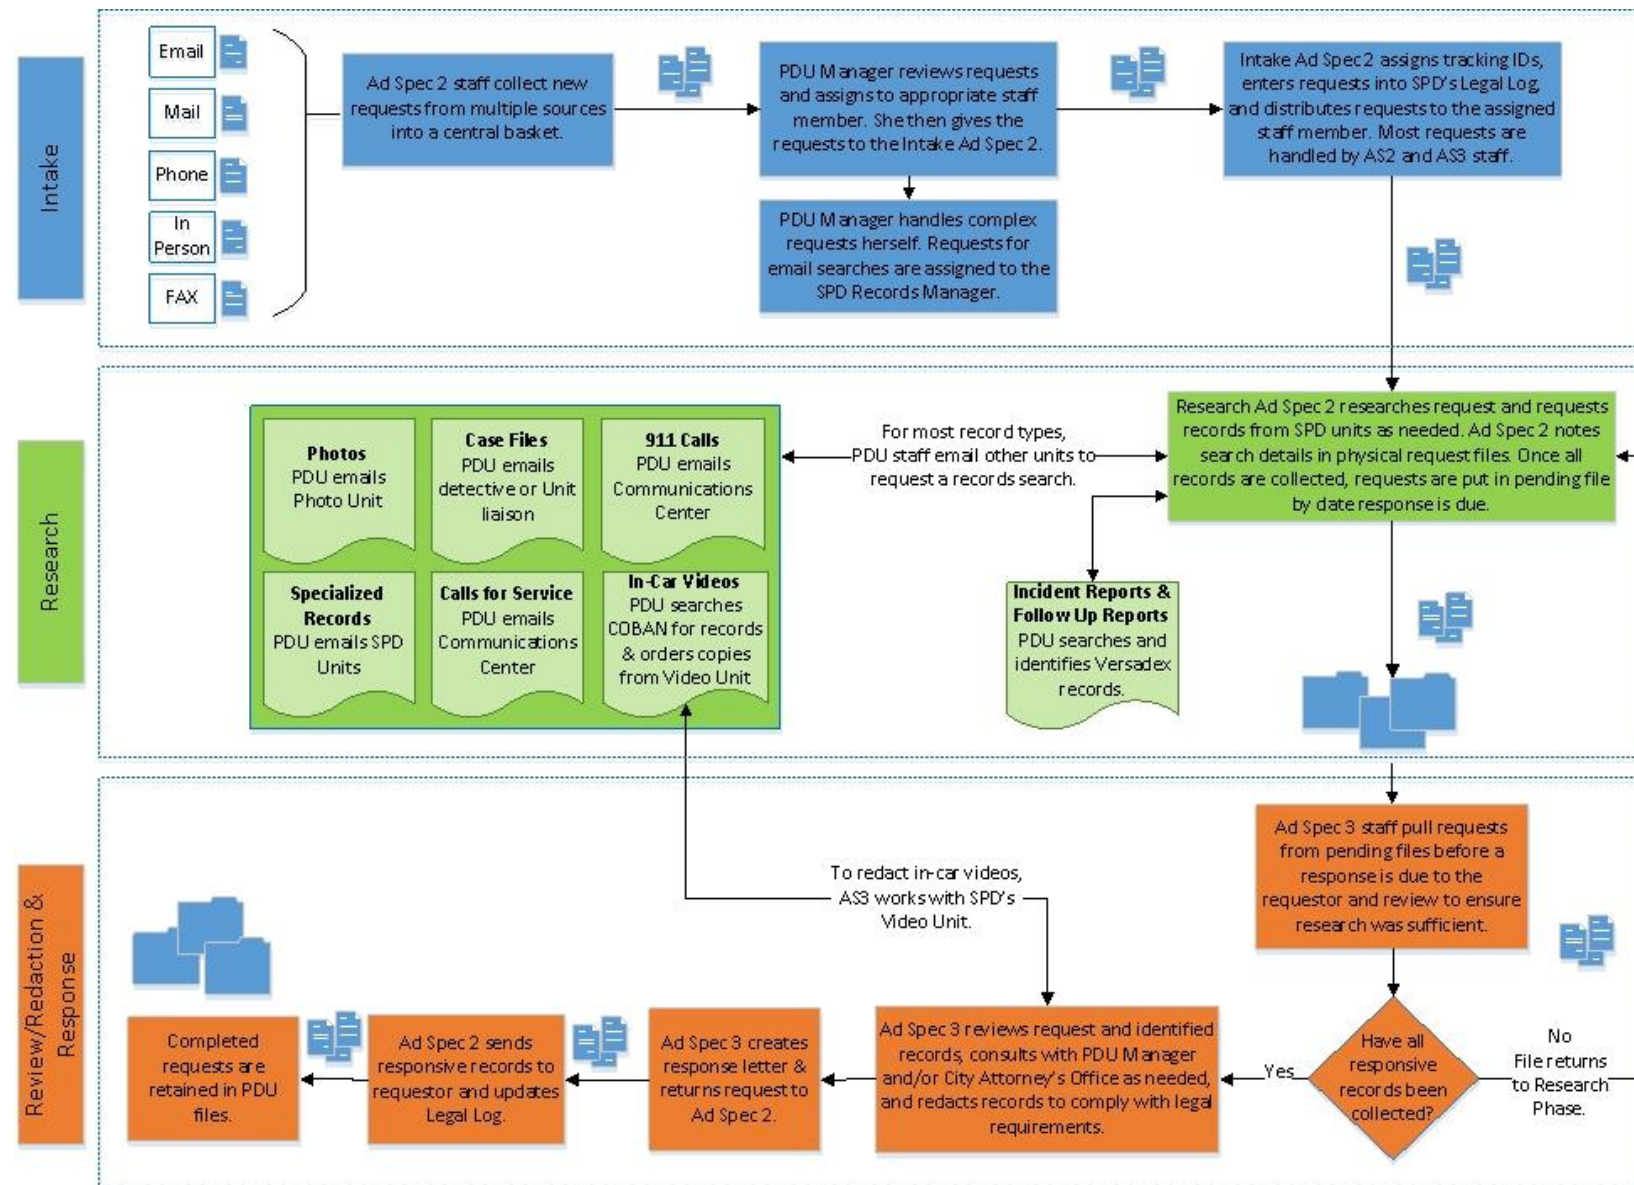 Intake
Email
Mail
Phone
In
Person
FAX
Ad Spec 2 staff collect new
requests from multiple sources
into a central basket.
PDU Manager reviews requests
and assigns to appropriate staff
member. She then gives the
requests to the Intake Ad Spec 2.
Intake Ad Spec 2 assigns tracking IDs,
enters requests into SPD's Legal Log,
and distributes requests to the assigned
staff member. Most requests are
handled by AS2 and AS3 staff.
PDU Manager handles complex
requests herself. Requests for
email searches are assigned to the
SPD Records Manager.
Research
Photos
PDU emails
Photo Unit
Case Files
PDU emails
detective or Unit
liaison
911 Calls
PDU emails
Communications
Center
Specialized
Records
PDU emails SPD
Units
Calls for Service
PDU emails
Communications
Center
In-Car Videos
PDU searches
COBAN for records
& orders copies
from Video Unit
For most record types,
PDU staff email other units to
request a records search.
Research Ad Spec 2 researches request and requests
records from SPD units as needed. Ad Spec 2 notes
search details in physical request files. Once all
records are collected, requests are put in pending file
by date response is due.
Incident Reports &
Follow Up Reports
PDU searches and
identifies Versadex
records.
Review/Redaction &
Response
Ad Spec 3 staff pull requests
from pending files before a
response is due to the
requestor and review to ensure
research was sufficient.
To redact in-car videos,
AS3 works with SPD's
Video Unit.
Have all
responsive
records been
collected?
No
File returns
to Research
Phase.
Yes
Ad Spec 3 reviews request and identified
records, consults with PDU Manager
and/or City Attorney's Office as needed,
and redacts records to comply with legal
requirements.
Ad Spec 3 creates
response letter &
returns request to
Ad Spec 2.
Ad Spec 2 sends
responsive records to
requestor and updates
Legal Log.
Completed
requests are
retained in PDU
files.